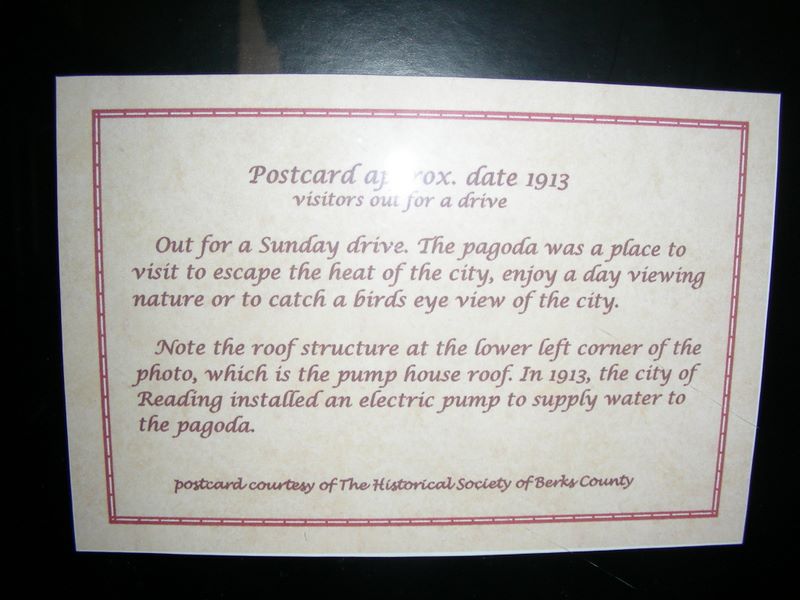 Postcard approx. date 1913
visitors out for a drive
Out for a Sunday drive. The pagoda was a place to
visit to escape the heat of the city, enjoy a day viewing
nature or to catch a birds eye view of the city.
Note the roof structure at the lower left corner of the
photo, which is the pump house roof. In 1913, the city of
Reading installed an electric pump to supply water to
the pagoda.
postcard courtesy of The Historical Society of Berks County